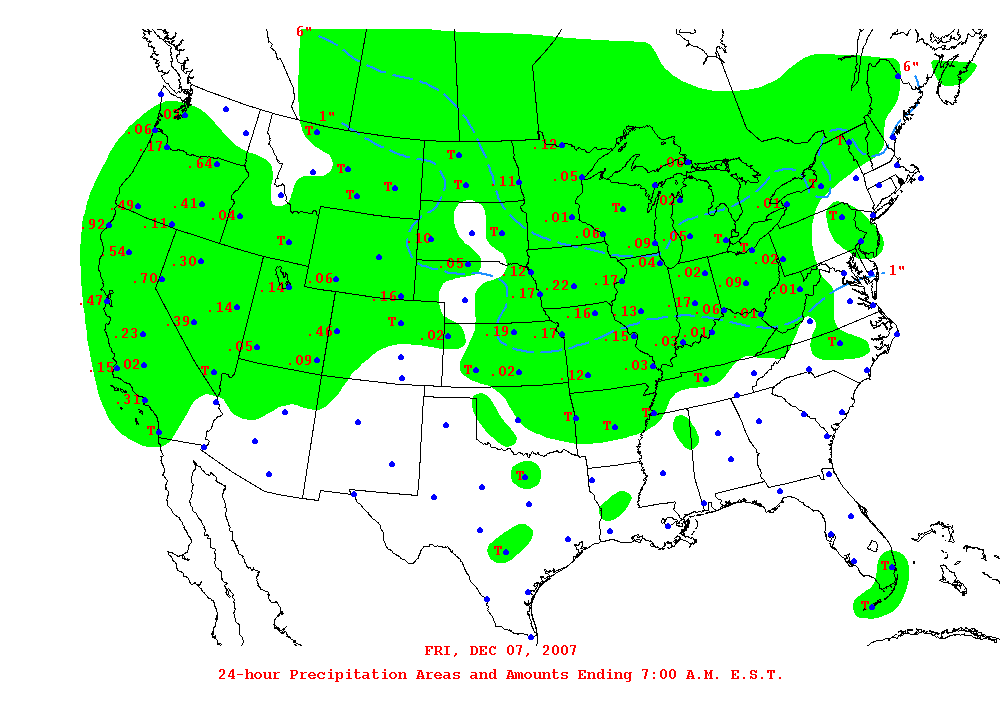 6"
6"
1"
.02
.06
T
.17
.12
T
.00
T
.64
T
.05
T
T
T
.11
T
.49
.41
.02
.01
.04
.01
T
.92
.11
T
.06
.05
.10
T
.09
T
.54
T
T
.30
.05
.04
.02
.12
.02
1"
.70
.06
.14
.22
.17
.09
.01
.17
.16
.47
.14
.17
.16
.13
.06
.01
.39
T
.23
.46
.02
.19
.17
.15
.01
.03
T
.05
.09
.15
.02
T
T
.02
.12
.03
T
.31
T
T
T
T
T
T
T
T
FRI, DEC 07, 2007
24-hour Precipitation Areas and Amounts Ending 7:00 A.M. E.S.T.